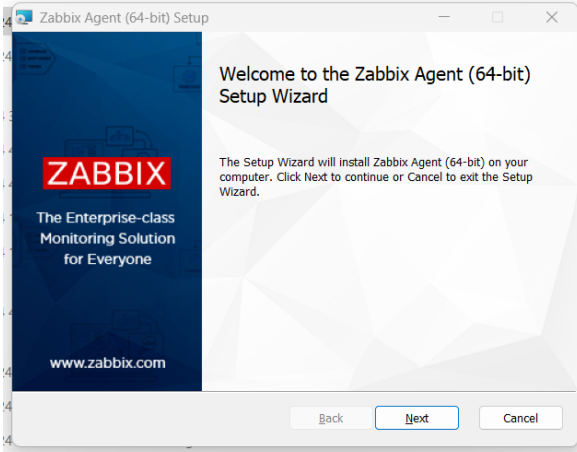 Zabbix Agent (64-bit) Setup
Welcome to the Zabbix Agent (64-bit)
Setup Wizard
The Setup Wizard will install Zabbix Agent (64-bit) on your
computer. Click Next to continue or Cancel to exit the Setup
Wizard.
ZABBIX
The Enterprise-class
Monitoring Solution
for Everyone
www.zabbix.com
Back
Next
Cancel